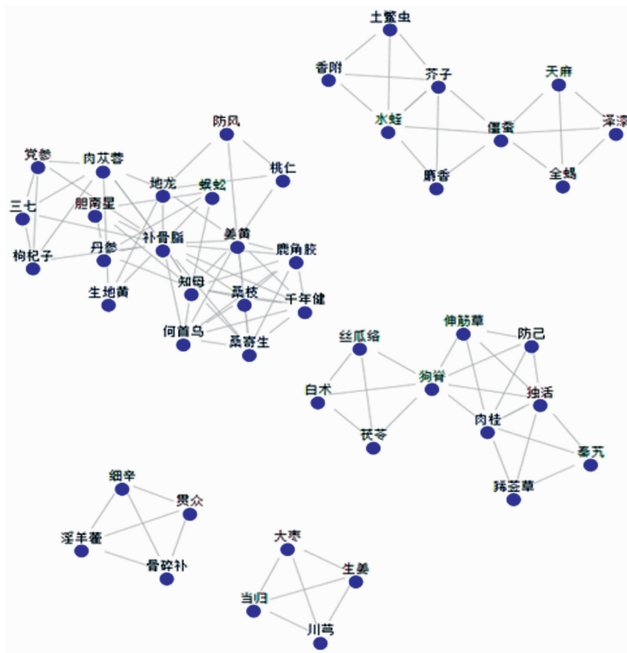 土鳖虫
香附
芥子
天麻
水蛭
僵蚕
泽漆
麝香
全蝎
防风
党参
肉苁蓉
地龙
蜈蚣
桃仁
三七
胆南星
丹参
补骨脂
姜黄
鹿角胶
枸杞子
生地黄
知母
桑枝
千年健
何首乌
桑寄生
丝瓜络
伸筋草
防己
白术
狗脊
独活
肉桂
茯苓
秦艽
豨莶草
细辛
贯众
淫羊藿
骨碎补
大枣
生姜
当归
川芎